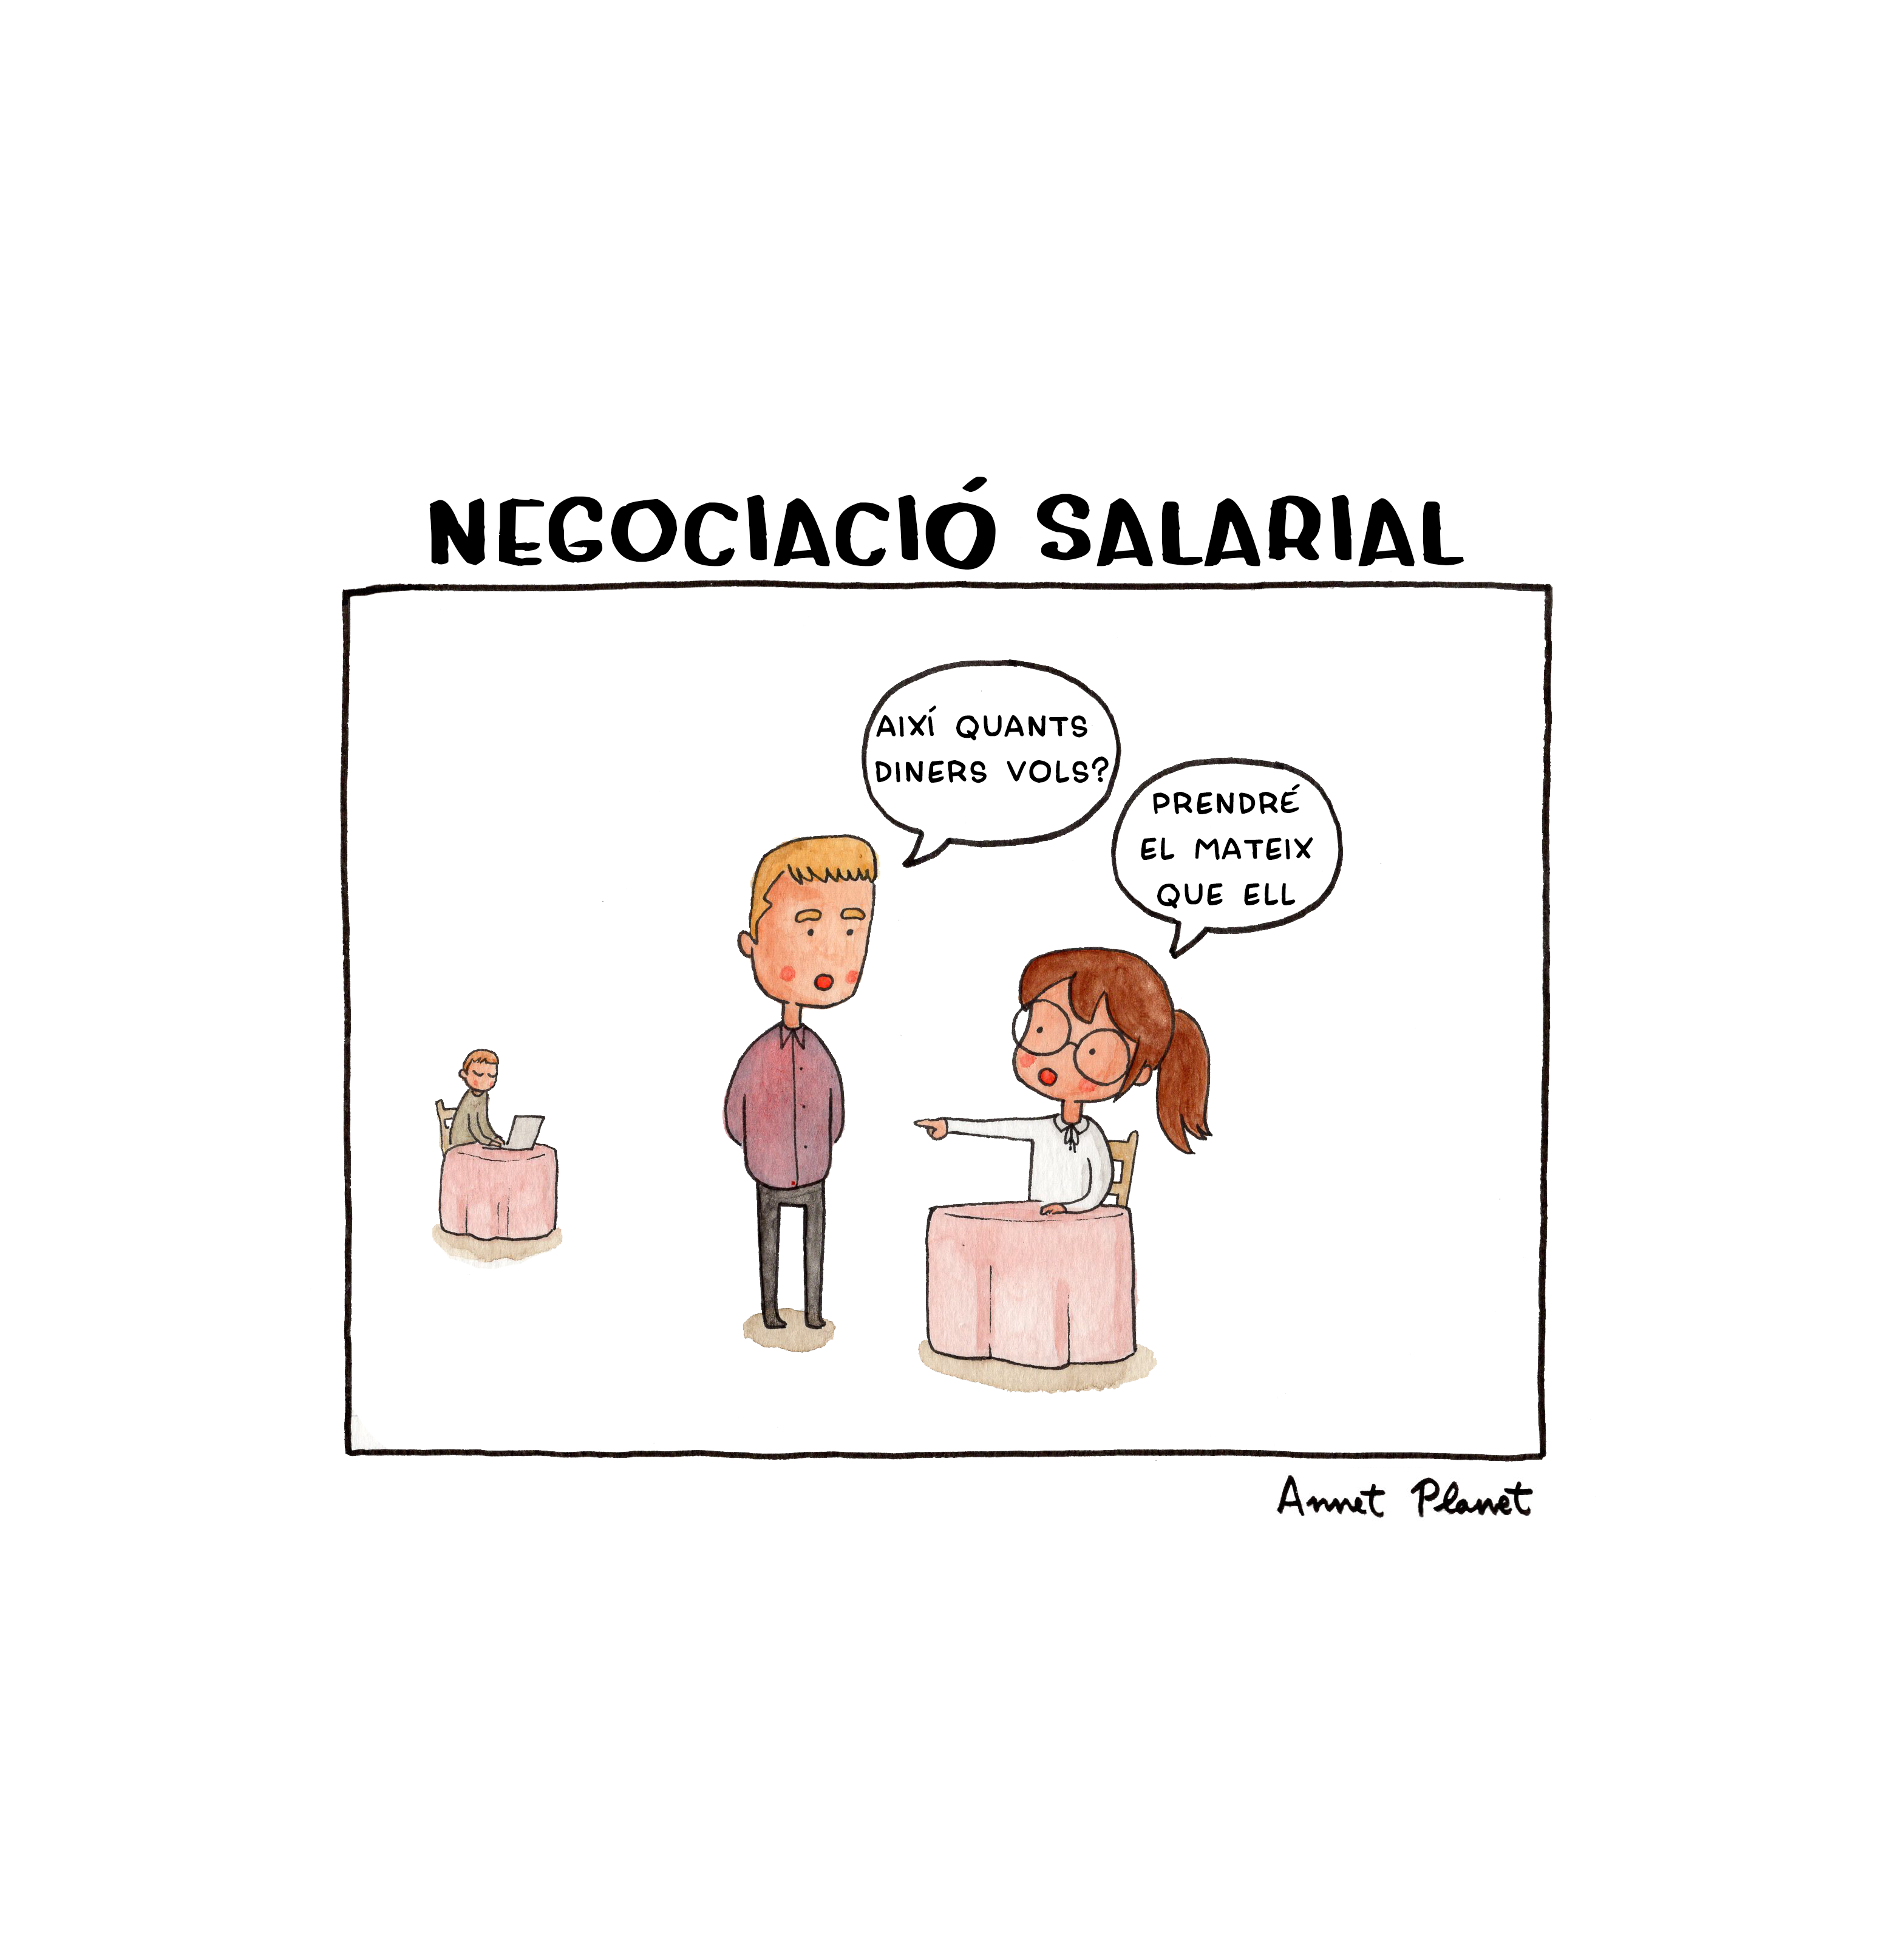 NEGOCIACIÓ SALARIAL
AIXÍ QUANTS
DINERS VOLS?
PRENDRÉ
EL MATEIX
QUE ELL
Annet Planet